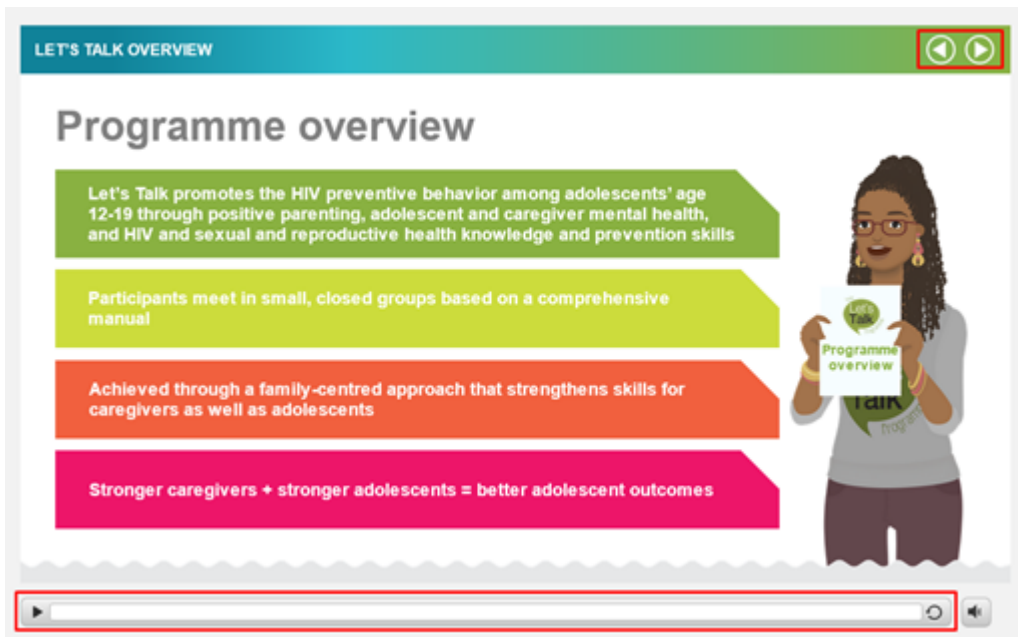 LET'S TALK OVERVIEW
Programme overview
Let's Talk promotes the HIV preventive behavior among adolescents' age
12-19 through positive parenting, adolescent and caregiver mental health,
and HIV and sexual and reproductive health knowledge and prevention skills
Participants meet in small, closed groups based on a comprehensive
manual
Achieved through a family-centred approach that strengthens skills for
caregivers as well as adolescents
Stronger caregivers + stronger adolescents = better adolescent outcomes
Let's
Talk
Programme
overview
Talk